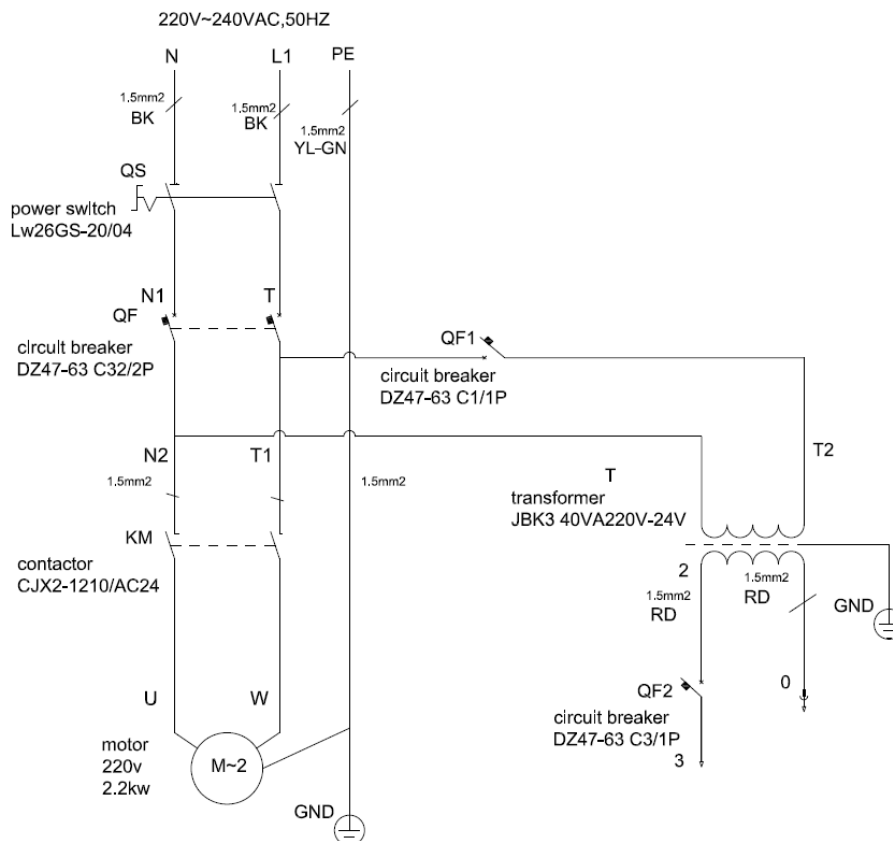 220V~240VAC,50HZ
N
L1
PE
1.5mm2
BK
1.5mm2
BK
1.5mm2
YL-GN
QS
power switch
Lw26GS-20/04
N1
T
QF
circuit breaker
DZ47-63 C32/2P
QF1
circuit breaker
DZ47-63 C1/1P
N2
T1
T2
1.5mm2
1.5mm2
T
transformer
JBK3 40VA220V-24V
KM
contactor
CJX2-1210/AC24
2
1.5mm2
RD
1.5mm2
RD
GND
U
W
QF2
0
circuit breaker
DZ47-63 C3/1P
3
motor
220v
2.2kw
M~2
GND